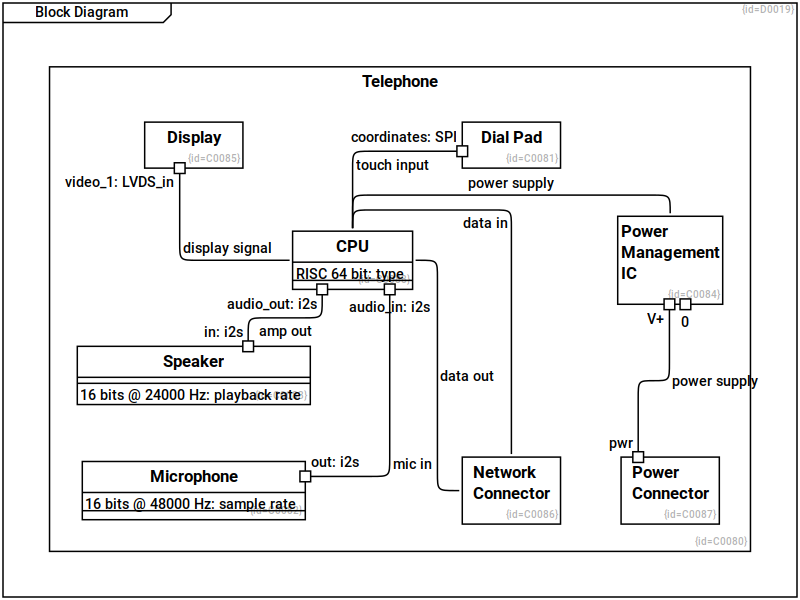 Block Diagram
{id=D0019}
Telephone
Display
{id=C0085}
video_1: LVDS_in
coordinates: SPI
Dial Pad
{id=C0081}
touch input
power supply
data in
Power
Management
IC
{id=C0084}
display signal
CPU
RISC 64 bit: type
audio_out: i2s
audio_in: i2s
V+
0
in: i2s
amp out
Speaker
16 bits @ 24000 Hz: playback rate
data out
power supply
pwr
out: i2s
mic in
Microphone
16 bits @ 48000 Hz: sample rate
Network
Connector
{id=C0086}
Power
Connector
{id=C0087}
{id=C0080}